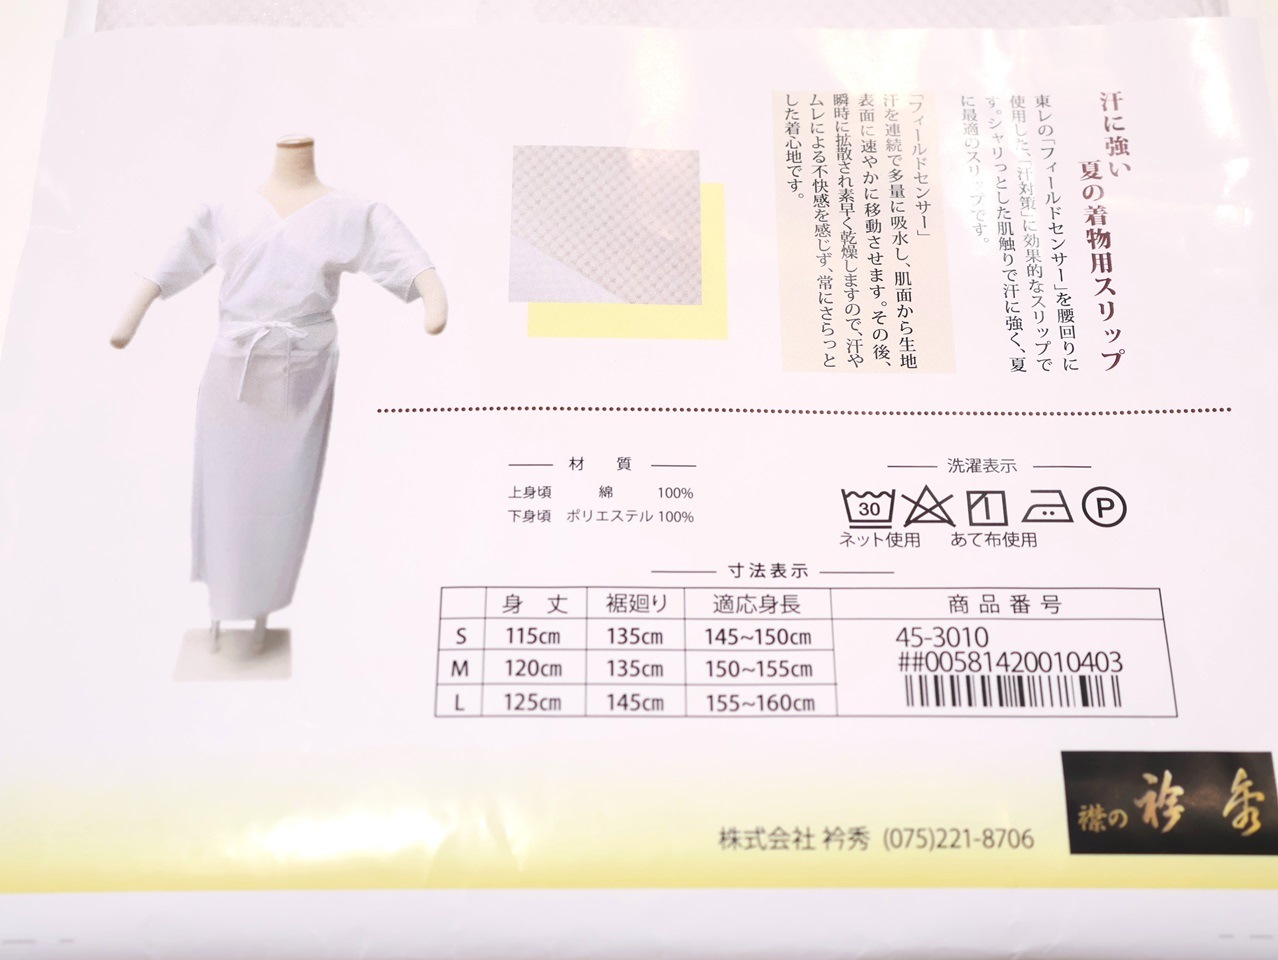 汗に強い
夏の着物用スリップ
東レの「フィールドセンサー」を腰回りに
使用した、「汗対策」に効果的なスリップで
す。シャリっとした肌触りで汗に強く、夏
に最適のスリップです。
「フィールドセンサー」
汗を連続で多量に吸水し、肌面から生地
表面に速やかに移動させます。その後、
瞬時に拡散され素早く乾燥しますので、汗や
ムレによる不快感を感じず、常にさらっと
した着心地です。
材 質
上身頃 綿 100%
下身頃 ポリエステル 100%
洗濯表示
30
P
ネット使用 あて布使用
寸法表示
身 丈 裾廻り 適応身長 商品番号
S 115cm 135cm 145~150cm 45-3010
M 120cm 135cm 150~155cm ##00581420010403
L 125cm 145cm 155~160cm
株式会社 衿秀 (075)221-8706
襟の 衿秀